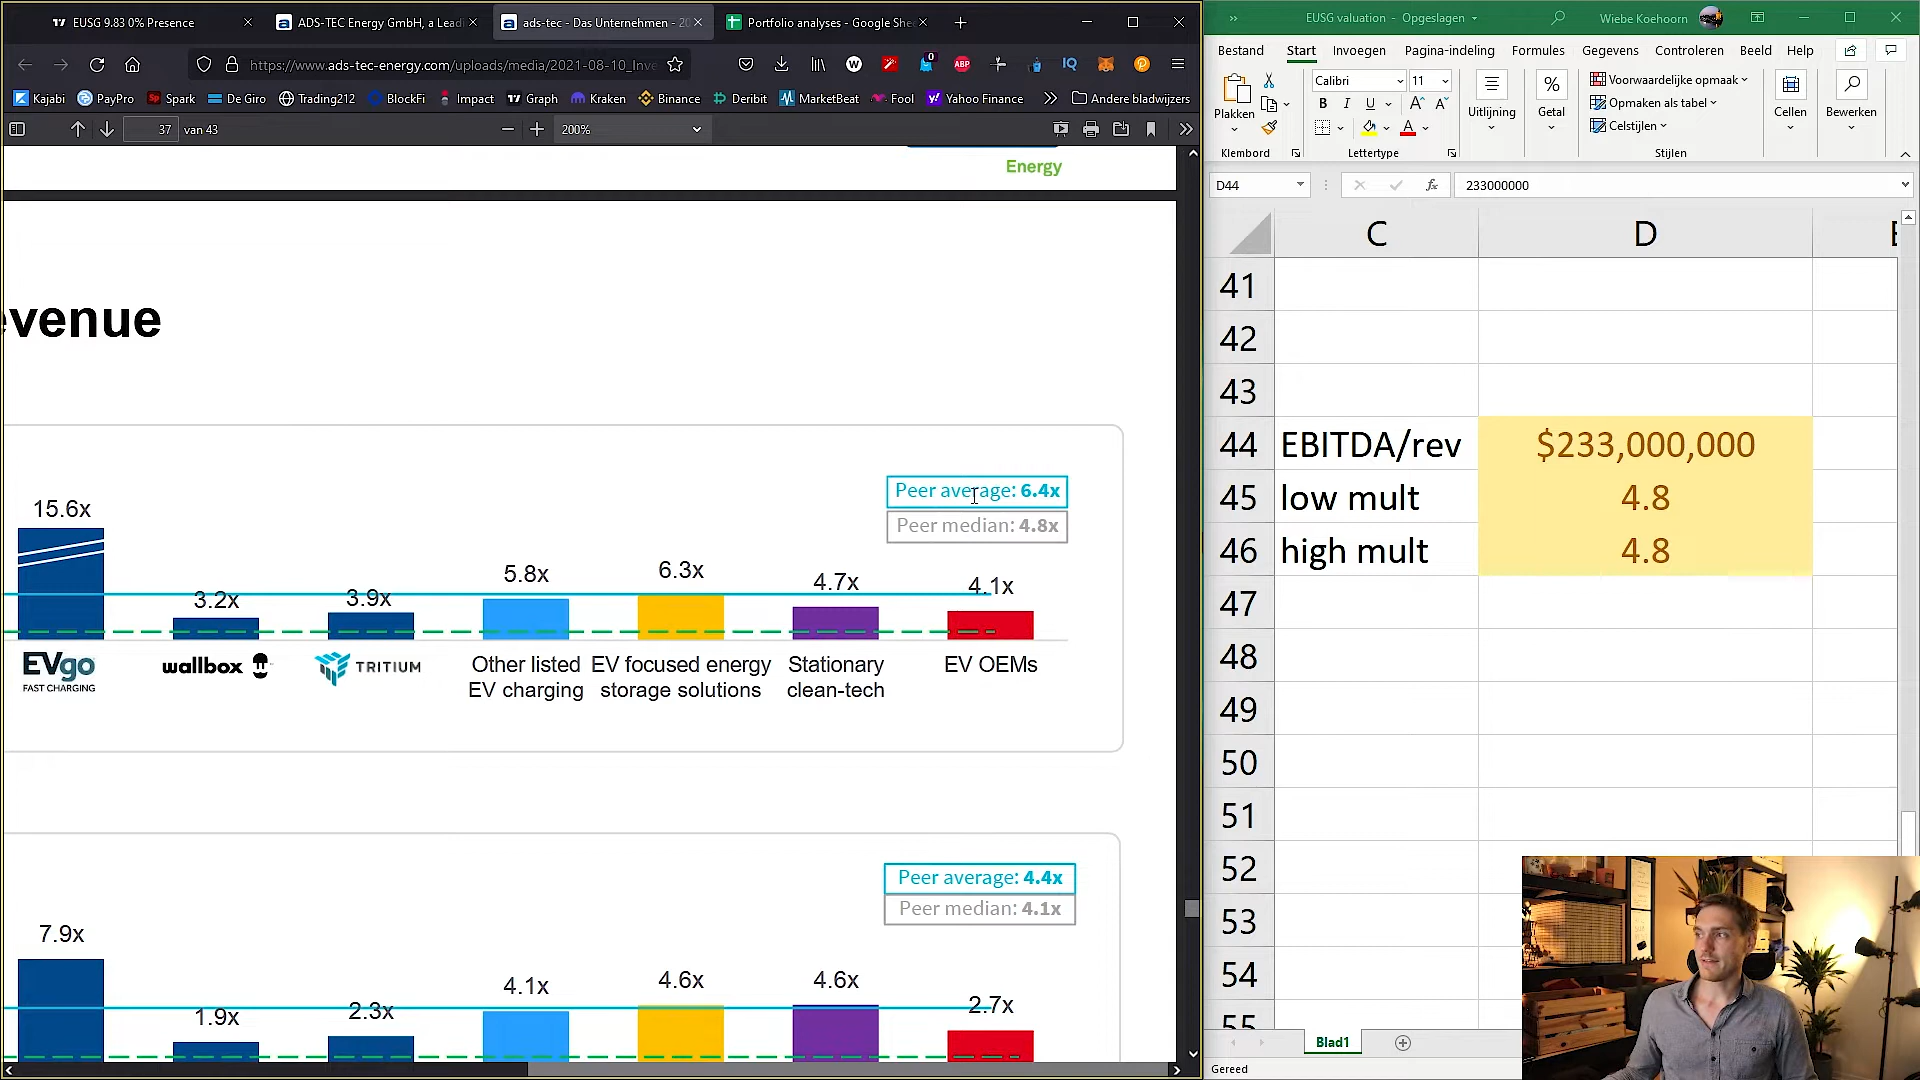 EUSG 9.83 0% Presence
ADS-TEC Energy GmbH, a Leadi
ads-tec - Das Unternehmen - 20
Portfolio analyses - Google Shee
https://www.ads-tec-energy.com/uploads/media/2021-08-10_Inve
Kajabi
PayPro
Spark
De Giro
Trading212
BlockFi
Impact
Graph
Kraken
Binance
Deribit
MarketBeat
Fool
Yahoo Finance
Andere bladwijzers
37 van 43
200%
Energy
evenue
Peer average: 6.4x
Peer median: 4.8x
15.6x
3.2x
3.9x
5.8x
6.3x
4.7x
4.1x
EVgo
FAST CHARGING
wallbox
TRITIUM
Other listed
EV charging
EV focused energy
storage solutions
Stationary
clean-tech
EV OEMs
Peer average: 4.4x
Peer median: 4.1x
7.9x
1.9x
2.3x
4.1x
4.6x
4.6x
2.7x
EUSG valuation - Opgeslagen
Wiebe Koehoorn
Bestand Start Invoegen Pagina-indeling Formules Gegevens Controleren Beeld Help
Plakken
Klembord
Calibri 11
B I U
Lettertype
Uitlijning
Getal
Voorwaardelijke opmaak
Opmaken als tabel
Celstijlen
Stijlen
Cellen
Bewerken
D44
fx
233000000
C D
41
42
43
44 EBITDA/rev $233,000,000
45 low mult 4.8
46 high mult 4.8
47
48
49
50
51
52
53
54
55
Blad1
Gereed